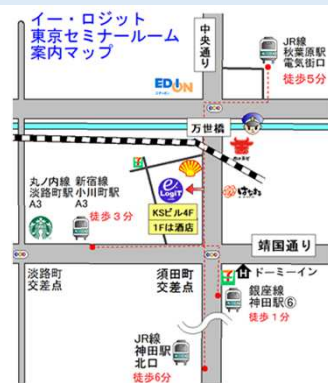 イー・ロジット
東京セミナールーム
案内マップ
中央通り
JR線
秋葉原駅
電気街口
徒歩5分
EDION
万世橋
丸ノ内線
淡路町駅
A3
新宿線
小川町駅
A3
徒歩3分
e
LogiT
KSビル4F
1Fは酒店
靖国通り
淡路町
交差点
須田町
交差点
ドーミーイン
銀座線
神田駅⑥
徒歩1分
JR線
神田駅
北口
徒歩6分